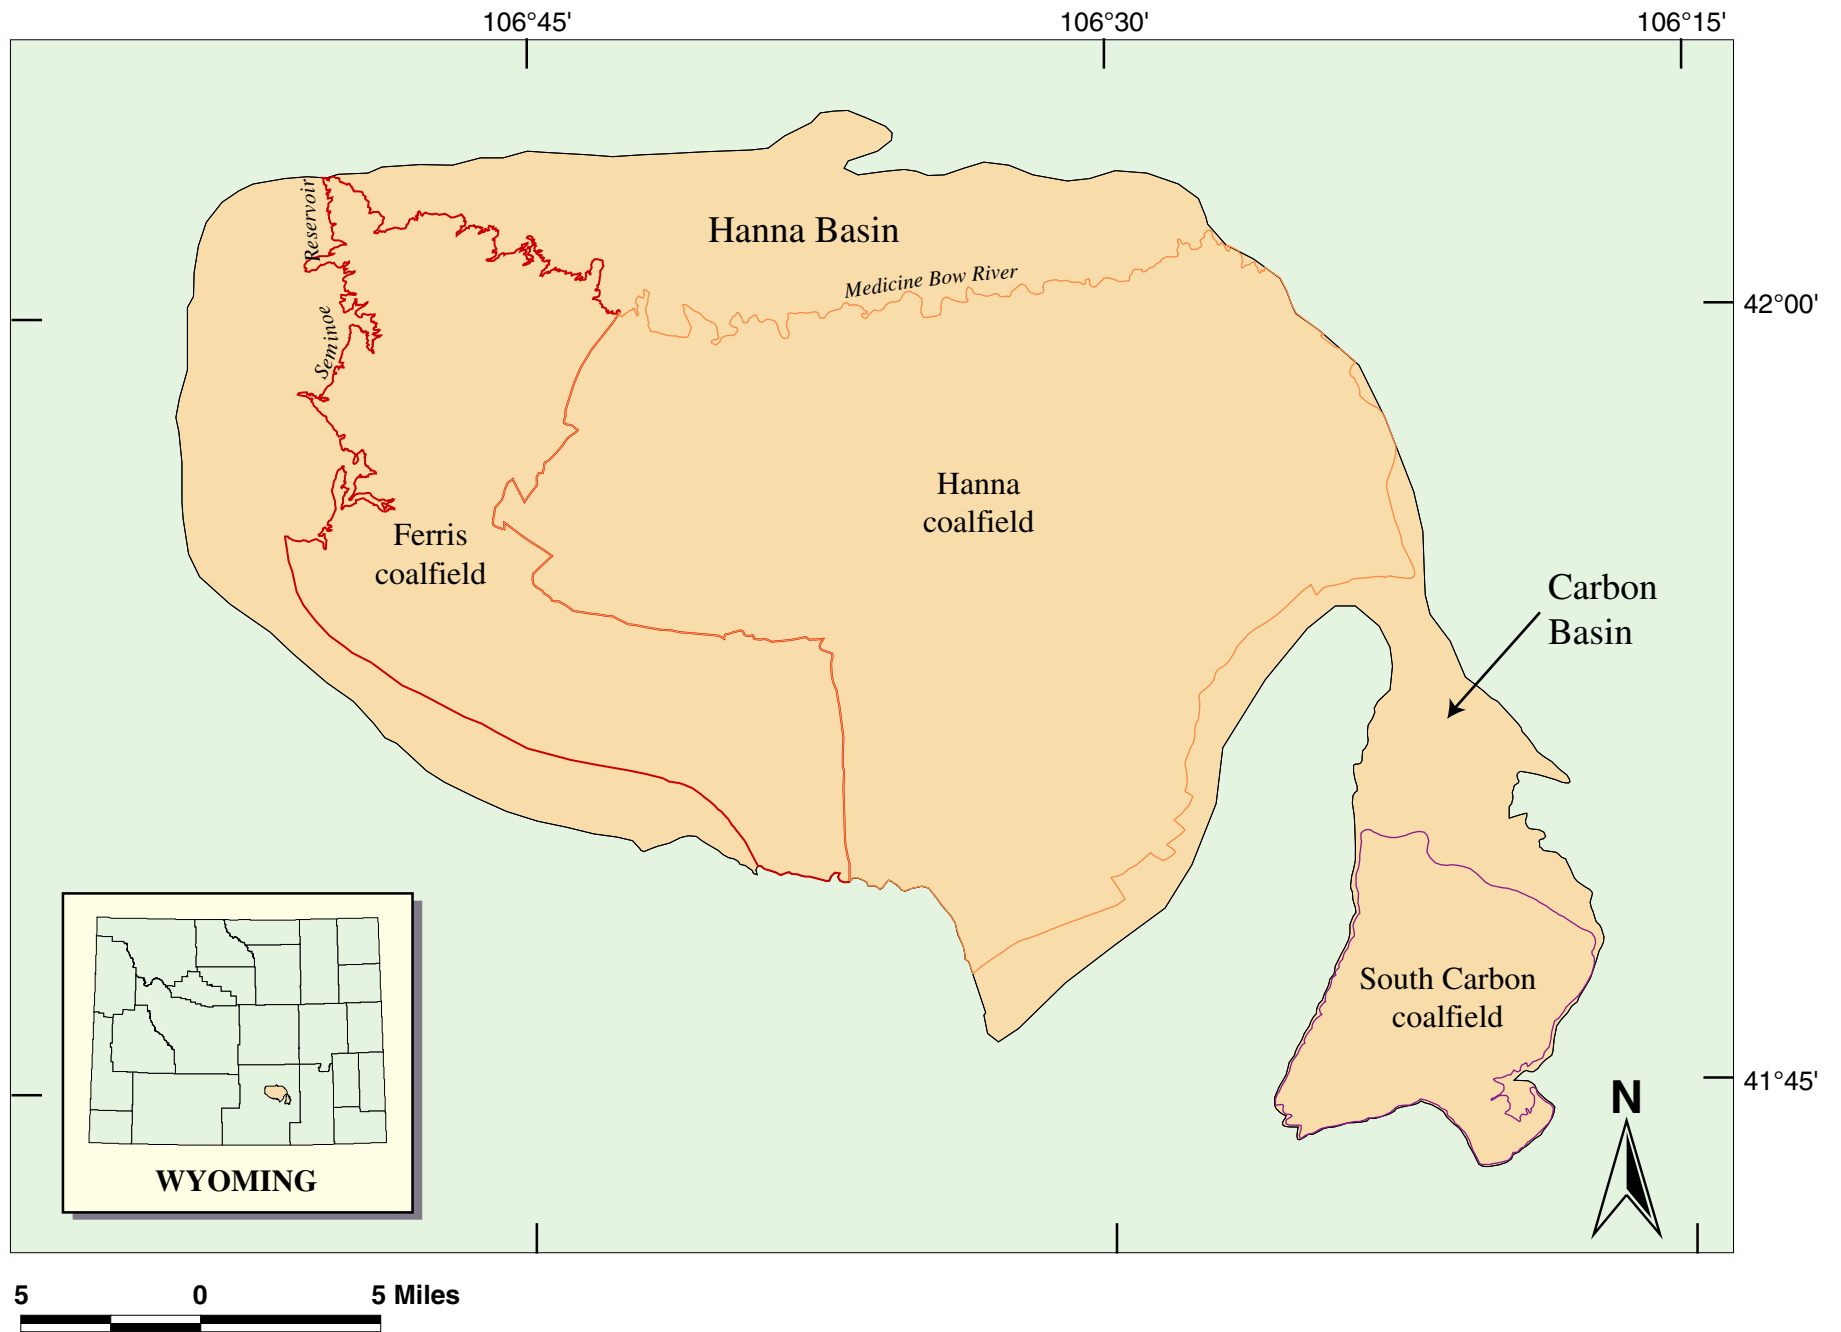 106°45'
106°30'
106°15'
Reservoir
Hanna Basin
Medicine Bow River
42°00'
Seminoe
Hanna
coalfield
Ferris
coalfield
Carbon
Basin
South Carbon
coalfield
41°45'
N
WYOMING
5 0 5 Miles